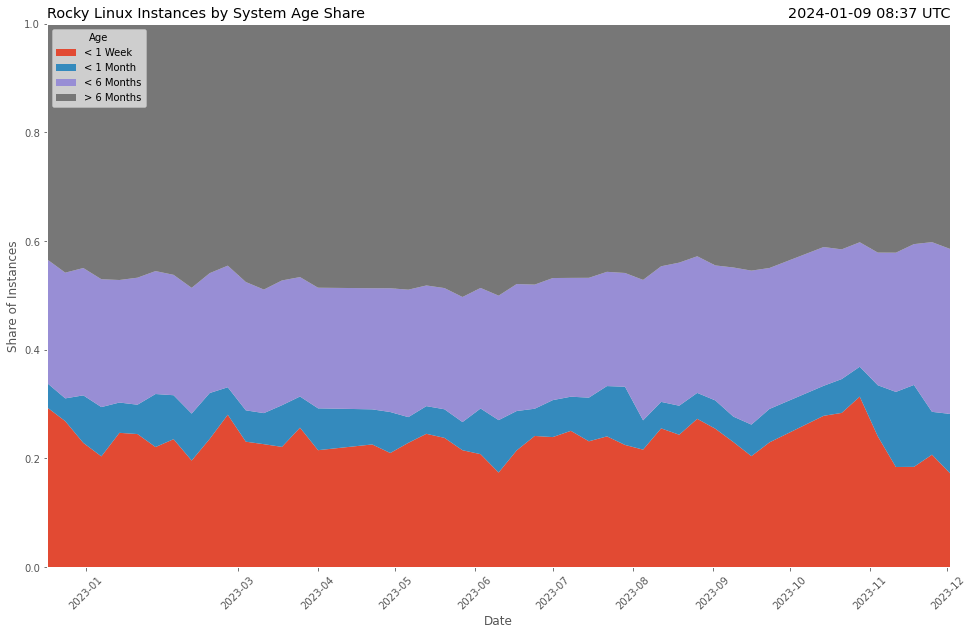 Rocky Linux Instances by System Age Share
2024-01-09 08:37 UTC
Age
< 1 Week
< 1 Month
< 6 Months
> 6 Months
Share of Instances
1.0
0.8
0.6
0.4
0.2
0.0
2023-01
2023-03
2023-04
2023-05
2023-06
2023-07
2023-08
2023-09
2023-10
2023-11
2023-12
Date